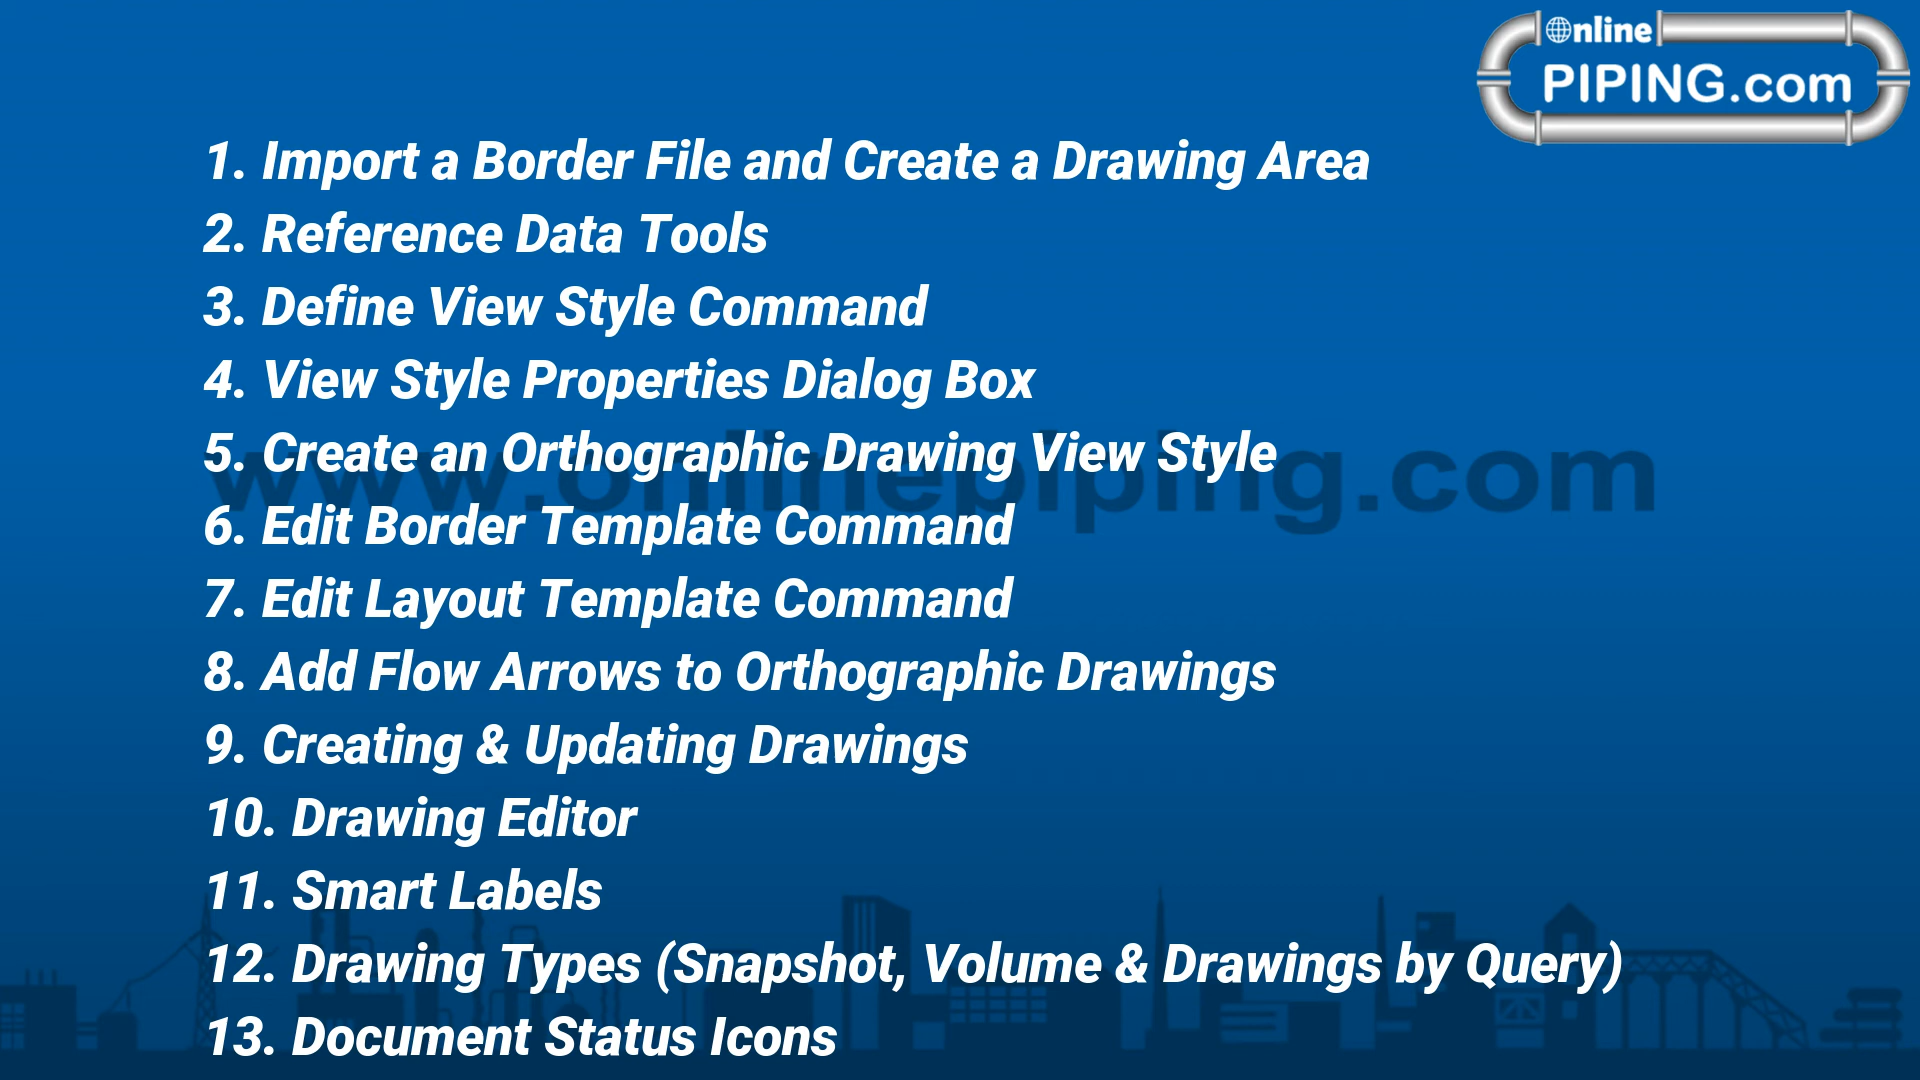 Online
PIPING.com
1. Import a Border File and Create a Drawing Area
2. Reference Data Tools
3. Define View Style Command
4. View Style Properties Dialog Box
5. Create an Orthographic Drawing View Style
www.onlinepiping.com
6. Edit Border Template Command
7. Edit Layout Template Command
8. Add Flow Arrows to Orthographic Drawings
9. Creating & Updating Drawings
10. Drawing Editor
11. Smart Labels
12. Drawing Types (Snapshot, Volume & Drawings by Query)
13. Document Status Icons